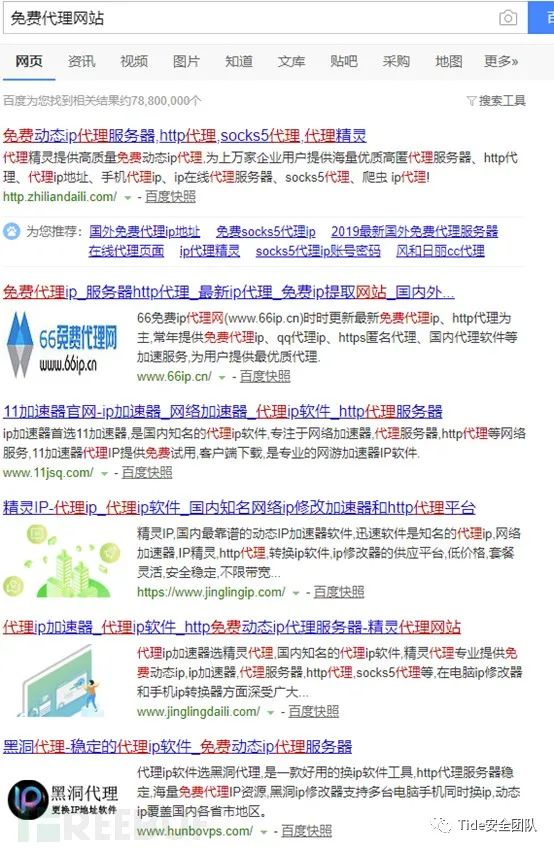 免费代理网站
百
网页 资讯 视频 图片 知道 文库 贴吧 采购 地图 更多»
百度为您找到相关结果约78,800,000个 搜索工具
免费动态ip代理服务器,http代理,socks5代理,代理精灵
代理精灵提供高质量免费动态ip代理,为上万家企业用户提供海量优质高匿代理服务器、http代
理、代理ip地址、手机代理ip、ip在线代理服务器、socks5代理、爬虫 ip代理!
http.zhiliandaili.com/ - 百度快照
为您推荐: 国外免费代理ip地址 免费socks5代理ip 2019最新国外免费代理服务器
在线代理页面 ip代理精灵 socks5代理ip账号密码 风和日丽cc代理
免费代理ip_服务器http代理_最新ip代理_免费ip提取网站_国内外...
66免费代理网
www.66ip.cn
66免费ip代理网(www.66ip.cn)时时更新最新免费代理ip、http代理为
主,常年提供免费代理ip、qq代理ip、https匿名代理、国内代理软件等
加速服务,为用户提供最优质代理.
www.66ip.cn/ - 百度快照
11加速器官网-ip加速器_网络加速器_代理ip软件_http代理服务器
ip加速器首选11加速器,是国内知名的代理ip软件,专注于网络加速器,代理服务器,http代理等网络
服务,11加速器代理IP提供免费试用,客户端下载,是专业的网游加速器IP软件.
www.11jsq.com/ - 百度快照
精灵IP-代理ip_代理ip软件_国内知名网络ip修改加速器和http代理平台
精灵IP,国内最靠谱的动态IP加速器软件,迅速软件是知名的代理ip,网络
加速器,IP精灵,http代理,转换ip软件,ip修改器的供应平台,低价格,套餐
灵活,安全稳定,不限带宽...
https://www.jinglingip.com/ - 百度快照
代理ip加速器_代理ip软件_http免费动态ip代理服务器-精灵代理网站
代理ip加速器选精灵代理,国内知名的代理ip软件,精灵代理专业提供免
费动态ip,ip加速器,代理服务器,http代理,socks5代理等,在电脑ip修改器
和手机ip转换器方面深受广大...
www.jinglingdaili.com/ - 百度快照
黑洞代理-稳定的代理ip软件_免费动态ip代理服务器
黑洞代理
更换IP地址软件
代理ip软件选黑洞代理,是一款好用的换ip软件工具,http代理服务器稳
定,海量免费代理IP资源,黑洞ip修改器支持多台电脑手机同时换ip,动态
ip覆盖国内各省市地区。
www.hunbovps.com/ - 百度快照
FREEBUF
Tide安全团队